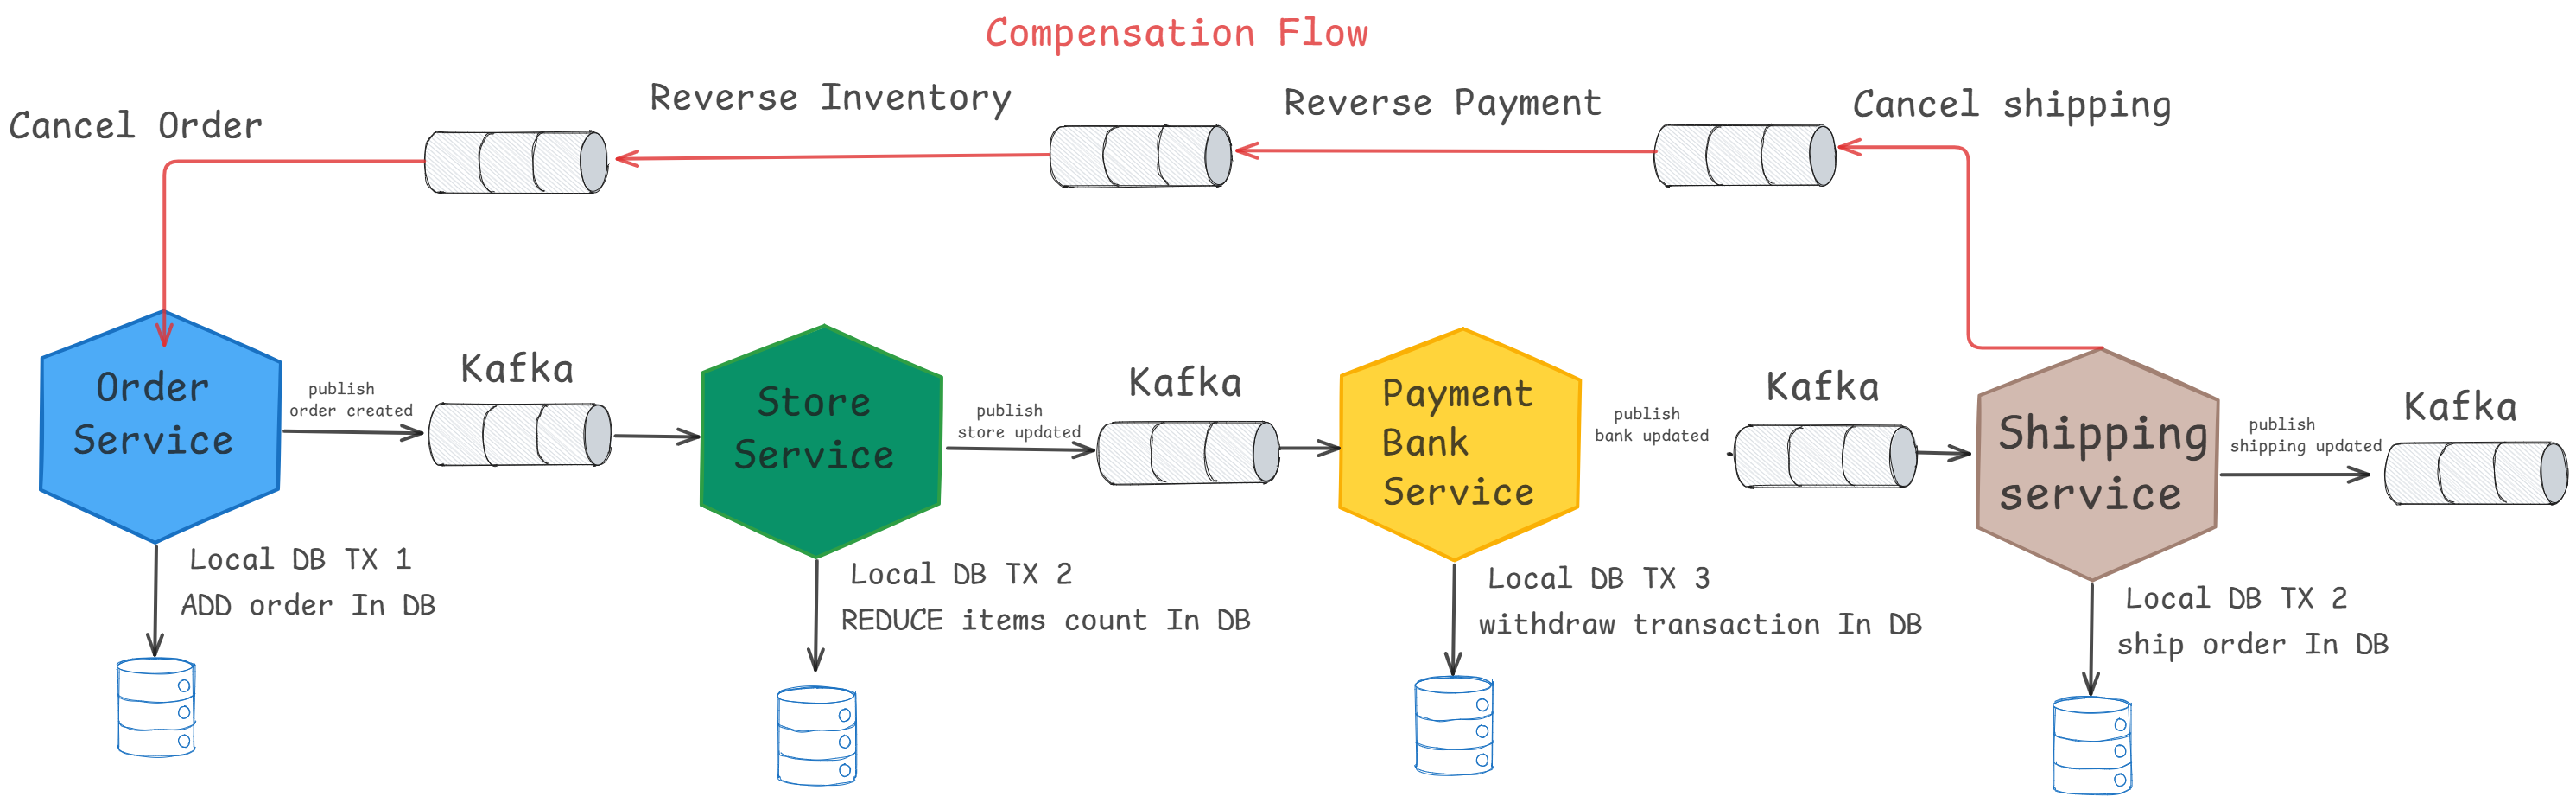 Compensation Flow
Cancel Order
Reverse Inventory
Reverse Payment
Cancel shipping
Order
Service
publish
order created
Kafka
Store
Service
publish
store updated
Kafka
Payment
Bank
Service
publish
bank updated
Kafka
Shipping
service
publish
shipping updated
Kafka
Local DB TX 1
ADD order In DB
Local DB TX 2
REDUCE items count In DB
Local DB TX 3
withdraw transaction In DB
Local DB TX 2
ship order In DB